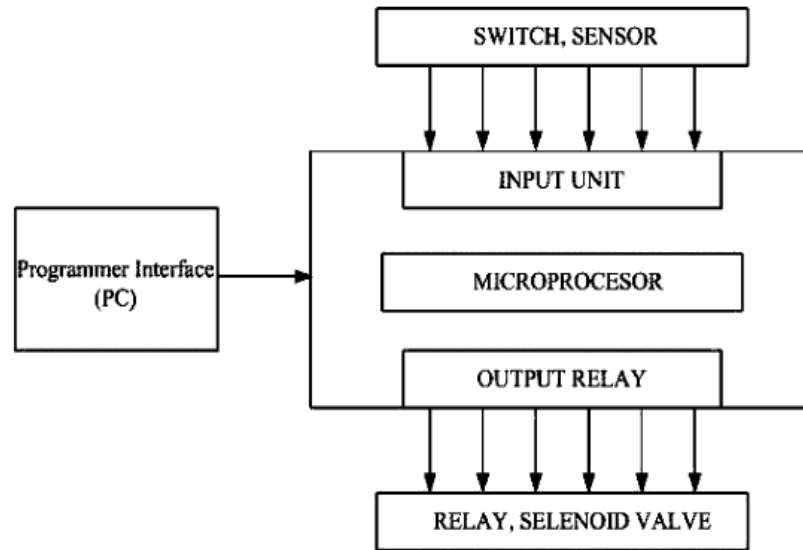 SWITCH, SENSOR
INPUT UNIT
Programmer Interface
(PC)
MICROPROCESOR
OUTPUT RELAY
RELAY, SELENOID VALVE